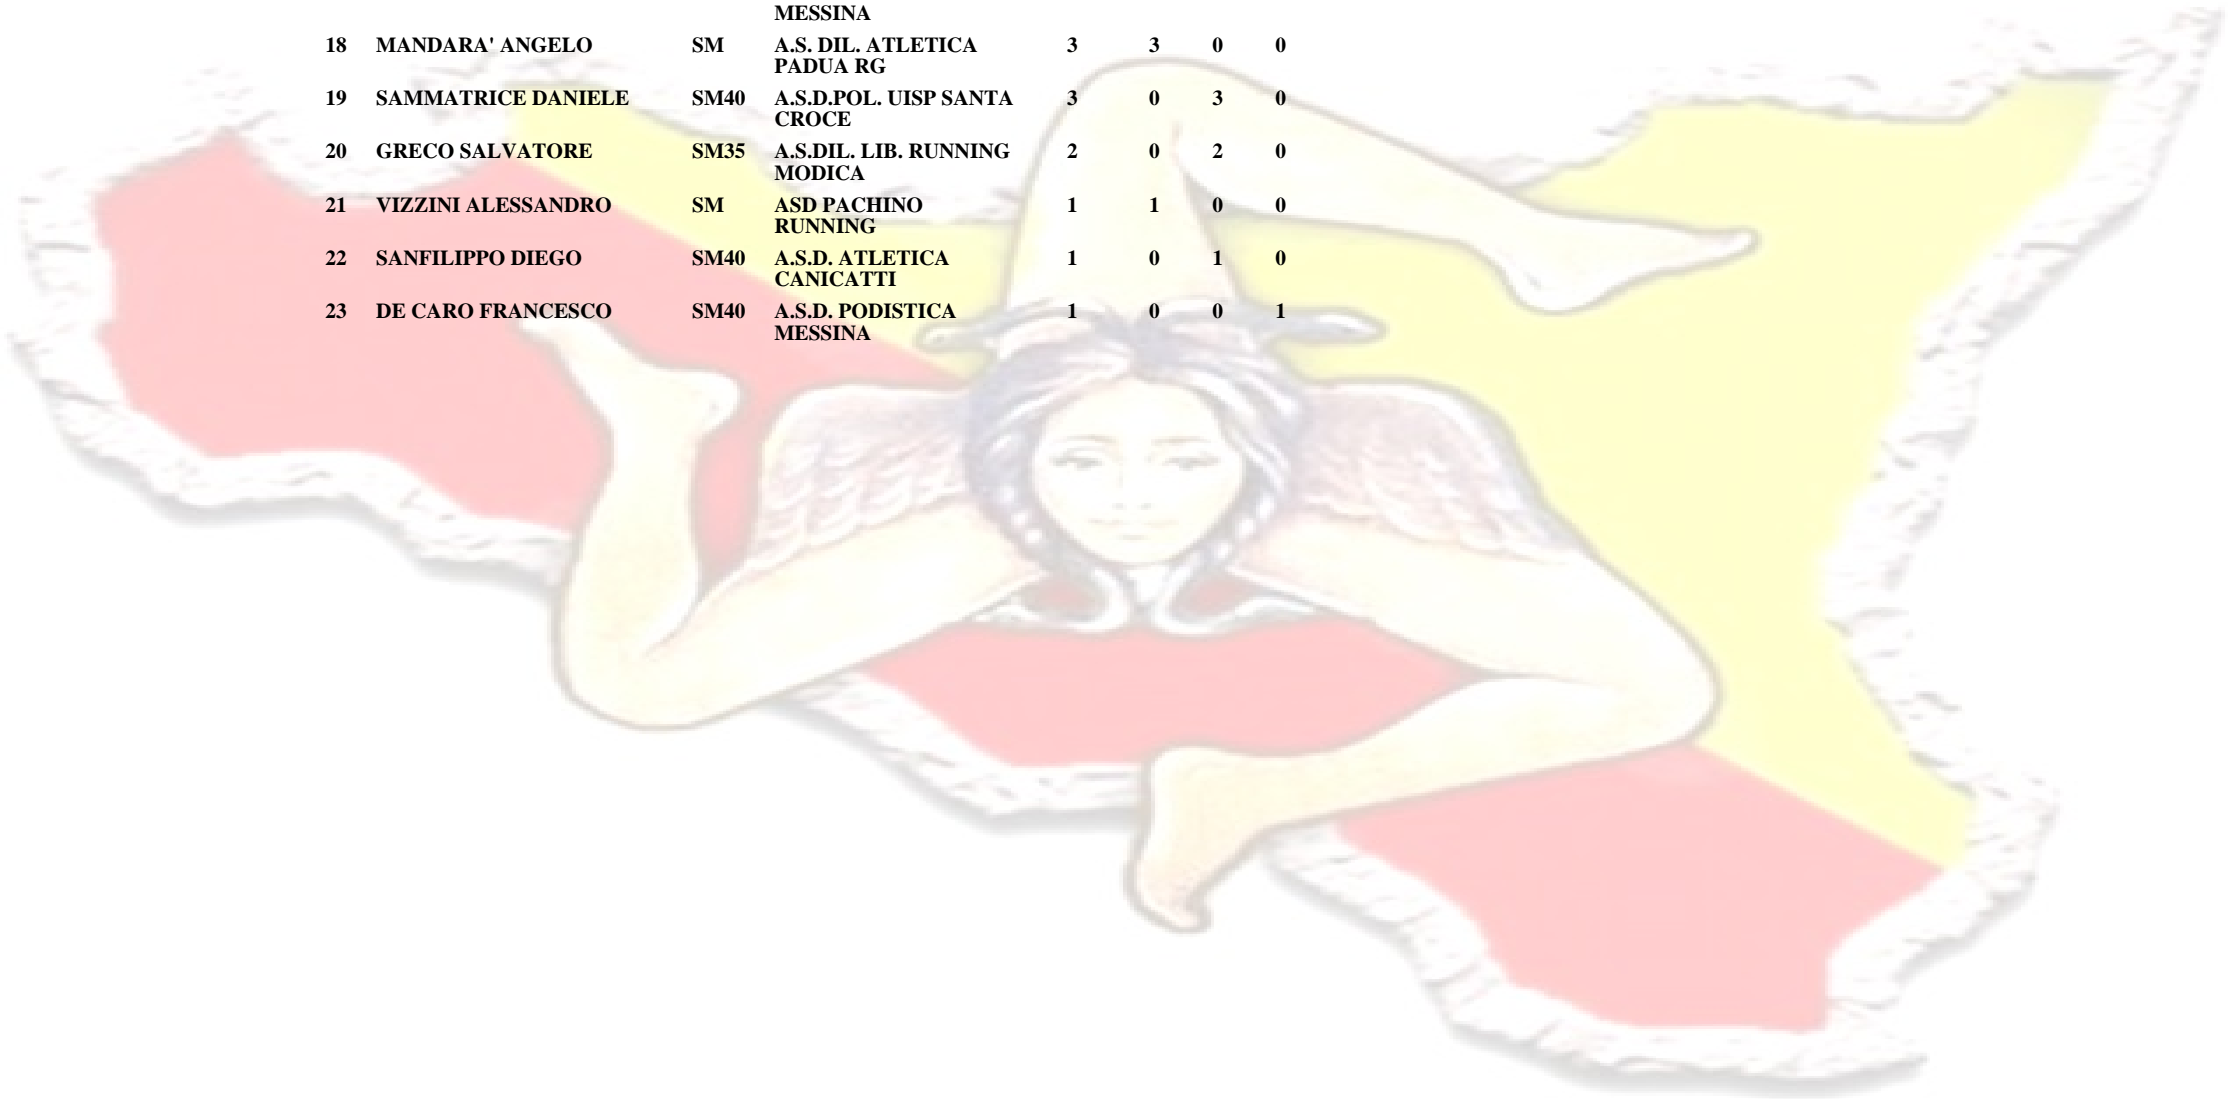 MESSINA
18 MANDARA' ANGELO SM A.S. DIL. ATLETICA 3 3 0 0
PADUA RG
19 SAMMATRICE DANIELE SM40 A.S.D.POL. UISP SANTA 3 0 3 0
CROCE
20 GRECO SALVATORE SM35 A.S.DIL. LIB. RUNNING 2 0 2 0
MODICA
21 VIZZINI ALESSANDRO SM ASD PACHINO 1 1 0 0
RUNNING
22 SANFILIPPO DIEGO SM40 A.S.D. ATLETICA 1 0 1 0
CANICATTI
23 DE CARO FRANCESCO SM40 A.S.D. PODISTICA 1 0 0 1
MESSINA